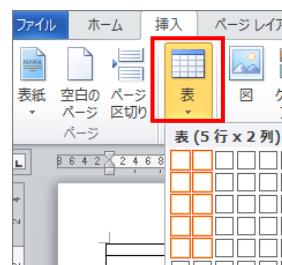 ファイル ホーム 挿入 ページ レイア
表紙 空白の ページ 表 図
ページ 区切り
ページ
表 (5 行 x 2 列)
8 6 4 2 2 4 6 8